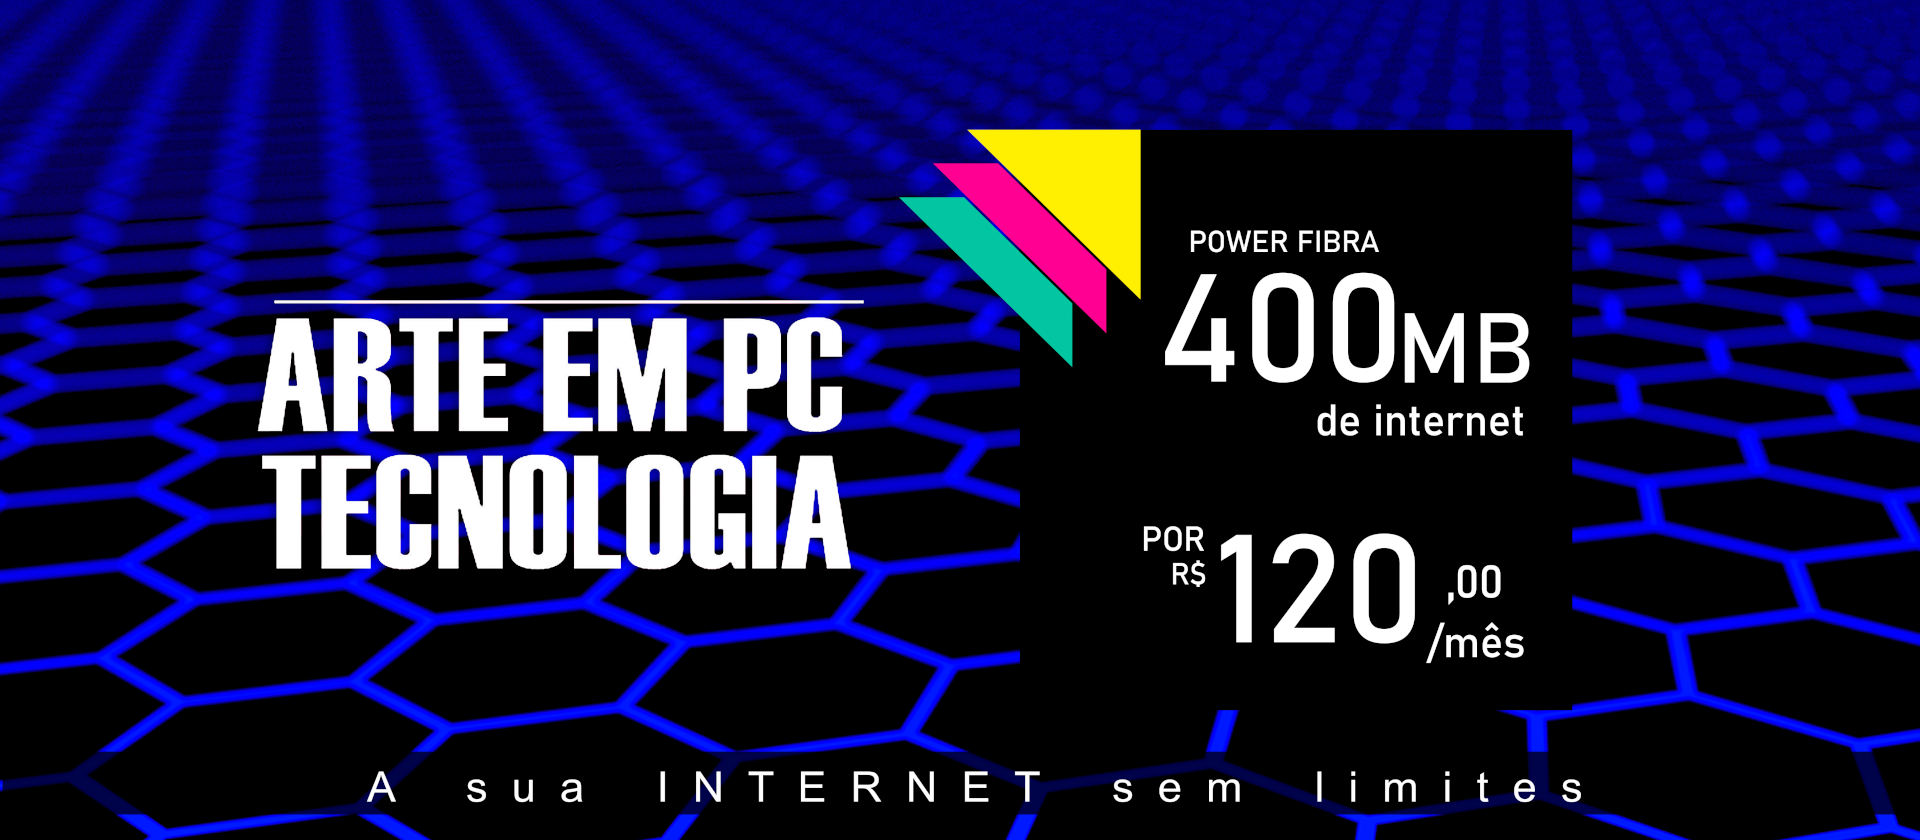 ARTE EM PC
TECNOLOGIA
POWER FIBRA
400MB
de internet
POR
R$ 120,00
/mês
A sua INTERNET sem limites